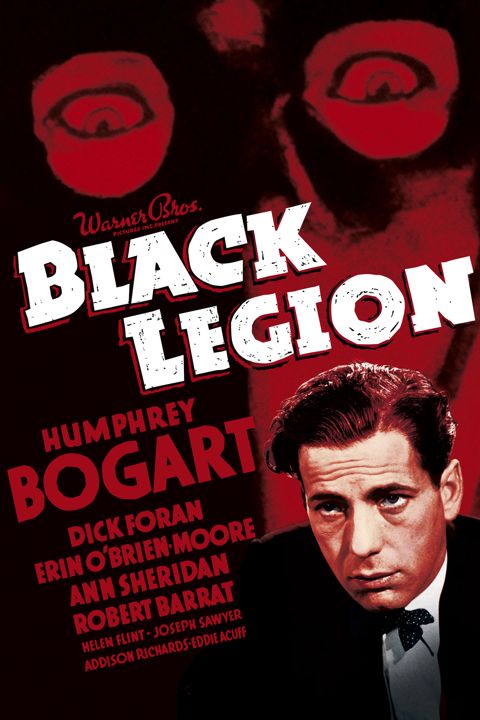 Warner Bros.
PICTURES INC. PRESENT
BLACK
LEGION
HUMPHREY
BOGART
DICK FORAN
ERIN O'BRIEN-MOORE
ANN SHERIDAN
ROBERT BARRAT
HELEN FLINT - JOSEPH SAWYER
ADDISON RICHARDS - EDDIE ACUFF